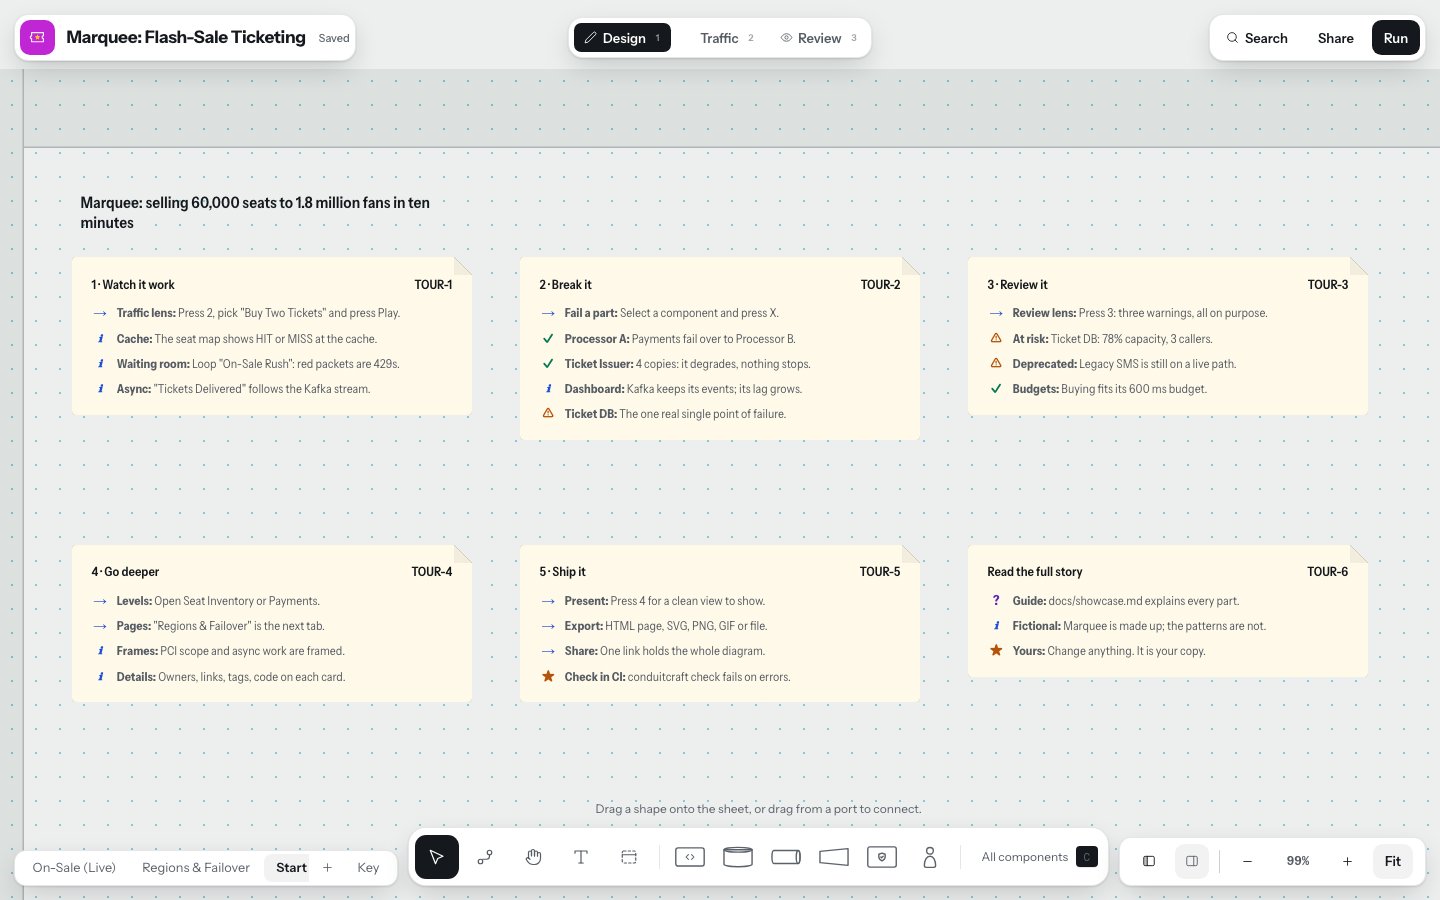 Marquee: Flash-Sale Ticketing Saved
Design 1
Traffic 2
Review 3
Search
Share
Run
Marquee: selling 60,000 seats to 1.8 million fans in ten
minutes
1 · Watch it work TOUR-1
Traffic lens: Press 2, pick "Buy Two Tickets" and press Play.
Cache: The seat map shows HIT or MISS at the cache.
Waiting room: Loop "On-Sale Rush": red packets are 429s.
Async: "Tickets Delivered" follows the Kafka stream.
2 · Break it TOUR-2
Fail a part: Select a component and press X.
Processor A: Payments fail over to Processor B.
Ticket Issuer: 4 copies: it degrades, nothing stops.
Dashboard: Kafka keeps its events; its lag grows.
Ticket DB: The one real single point of failure.
3 · Review it TOUR-3
Review lens: Press 3: three warnings, all on purpose.
At risk: Ticket DB: 78% capacity, 3 callers.
Deprecated: Legacy SMS is still on a live path.
Budgets: Buying fits its 600 ms budget.
4 · Go deeper TOUR-4
Levels: Open Seat Inventory or Payments.
Pages: "Regions & Failover" is the next tab.
Frames: PCI scope and async work are framed.
Details: Owners, links, tags, code on each card.
5 · Ship it TOUR-5
Present: Press 4 for a clean view to show.
Export: HTML page, SVG, PNG, GIF or file.
Share: One link holds the whole diagram.
Check in CI: conduitcraft check fails on errors.
Read the full story TOUR-6
Guide: docs/showcase.md explains every part.
Fictional: Marquee is made up; the patterns are not.
Yours: Change anything. It is your copy.
Drag a shape onto the sheet, or drag from a port to connect.
On-Sale (Live)
Regions & Failover
Start
+
Key
All components C
−
99%
+
Fit